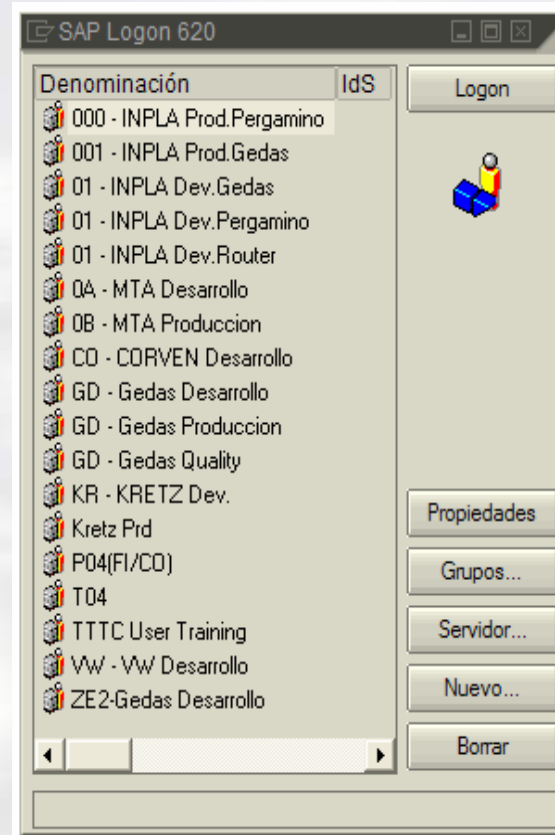 SAP Logon 620
Denominación IdS
000 - INPLA Prod.Pergamino
001 - INPLA Prod.Gedas
01 - INPLA Dev.Gedas
01 - INPLA Dev.Pergamino
01 - INPLA Dev.Router
0A - MTA Desarrollo
0B - MTA Produccion
CO - CORVEN Desarrollo
GD - Gedas Desarrollo
GD - Gedas Produccion
GD - Gedas Quality
KR - KRETZ Dev.
Kretz Prd
P04(FI/CO)
T04
TTTC User Training
VW - VW Desarrollo
ZE2-Gedas Desarrollo
Logon
Propiedades
Grupos...
Servidor...
Nuevo...
Borrar